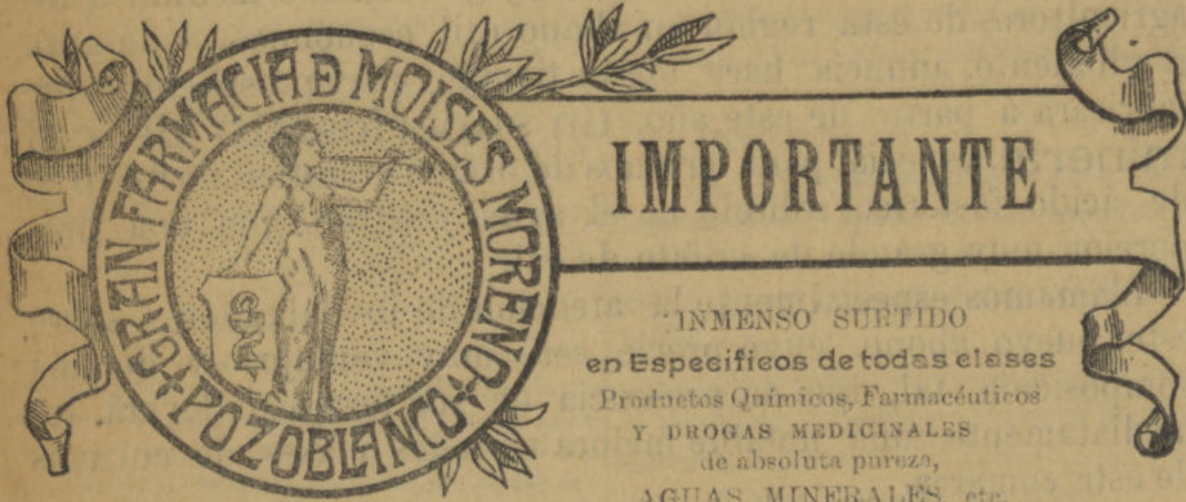 GRAN FARMACIA D MOISES MORENO
POZOBLANCO
IMPORTANTE
INMENSO SURTIDO
en Especificos de todas clases
Productos Químicos, Farmacéuticos
Y DROGAS MEDICINALES
de absoluta pureza,
AGUAS MINERALES, etc.